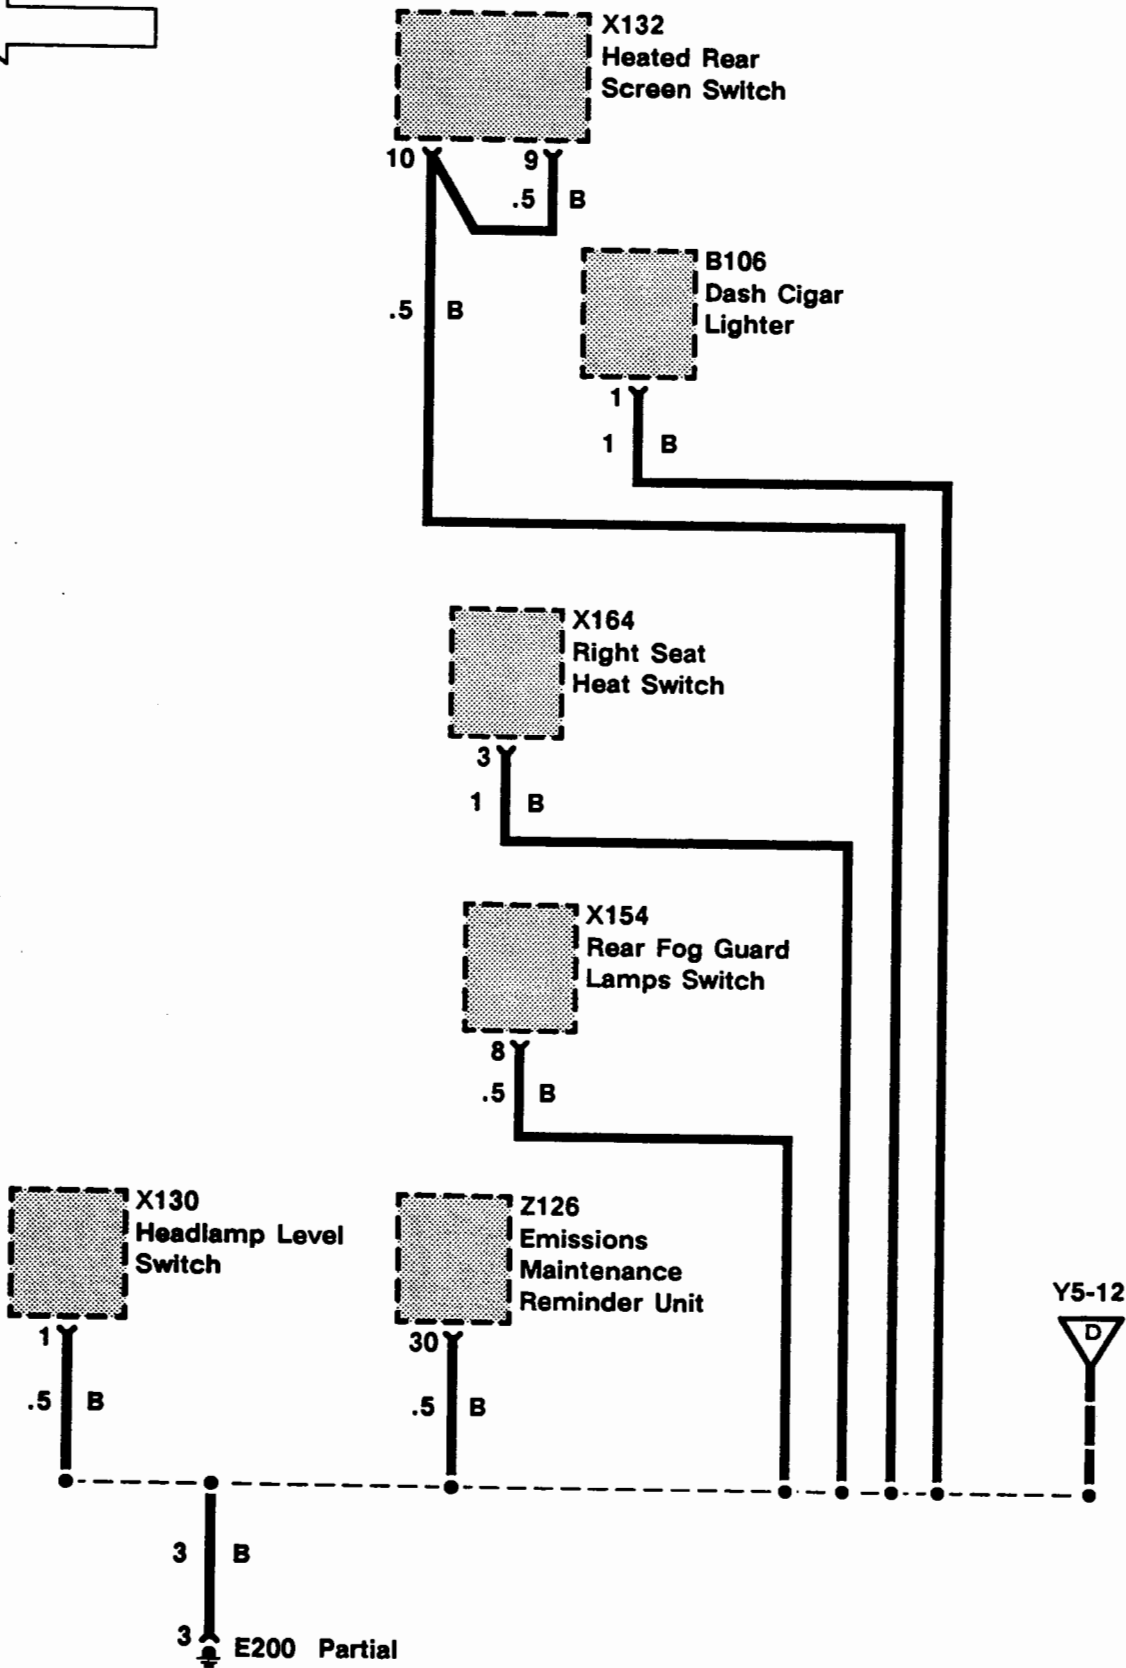 X132
Heated Rear
Screen Switch
10
9
.5 B
B106
Dash Cigar
Lighter
.5 B
1
1 B
X164
Right Seat
Heat Switch
3
1 B
X154
Rear Fog Guard
Lamps Switch
8
.5 B
X130
Headlamp Level
Switch
Z126
Emissions
Maintenance
Reminder Unit
Y5-12
D
1
30
.5 B
.5 B
3 B
3
E200 Partial